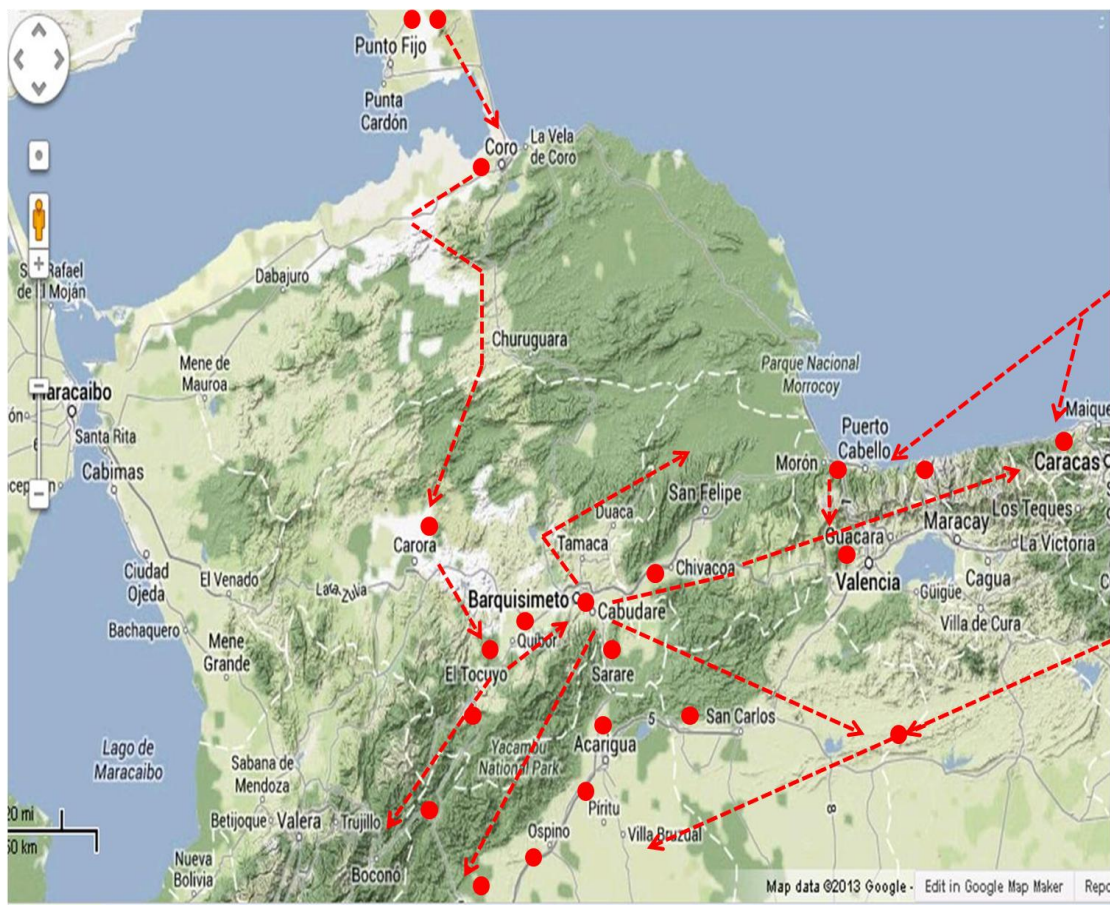 Punto Fijo
Punta
Cardón
Coro
La Vela
de Coro
Rafael
de
Moján
Dabajuro
Churuguara
Mene de
Mauroa
Parque Nacional
Morrocoy
Maracaibo
Santa Rita
Cabimas
Puerto
Cabello
Morón
Maique
Caracas
San Felipe
Los Teques
Duaca
Maracay
Guacara
Tamaca
La Victoria
Carora
Chivacoa
Valencia
Cagua
Ciudad
Ojeda
El Venado
Güigüe
Barquisimeto
Cabudare
Villa de Cura
Bachaquero
Quibor
Mene
Grande
El Tocuyo
Sarare
5
San Carlos
Lago de
Maracaibo
Yacambu
National Park
Acarigua
Sabana de
Mendoza
20 mi
50 km
Betijoque
Valera
Trujillo
Píritu
8
Ospino
Villa Bruzual
Nueva
Bolivia
Boconó
Map data ©2013 Google -
Edit in Google Map Maker
Repo